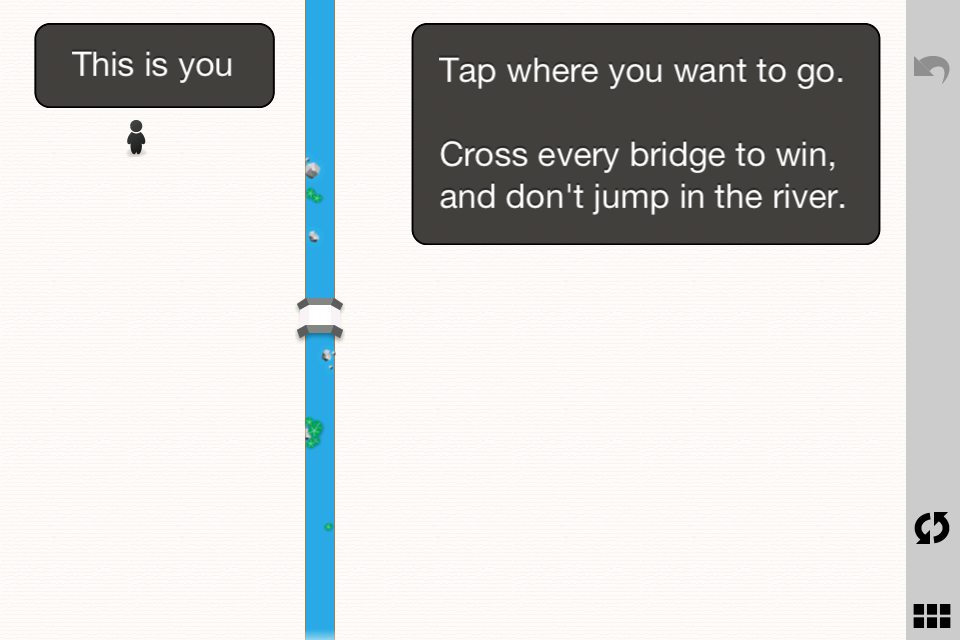 This is you
Tap where you want to go.
Cross every bridge to win,
and don't jump in the river.